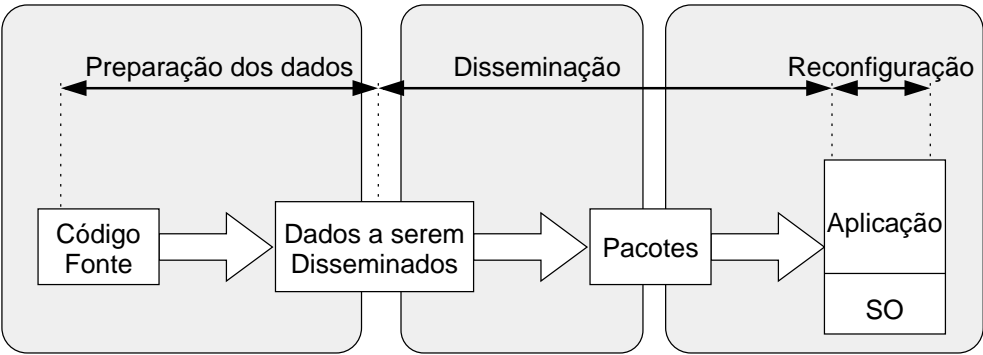 Preparação dos dados
Disseminação
Reconfiguração
Código
Fonte
Dados a serem
Disseminados
Pacotes
Aplicação
SO